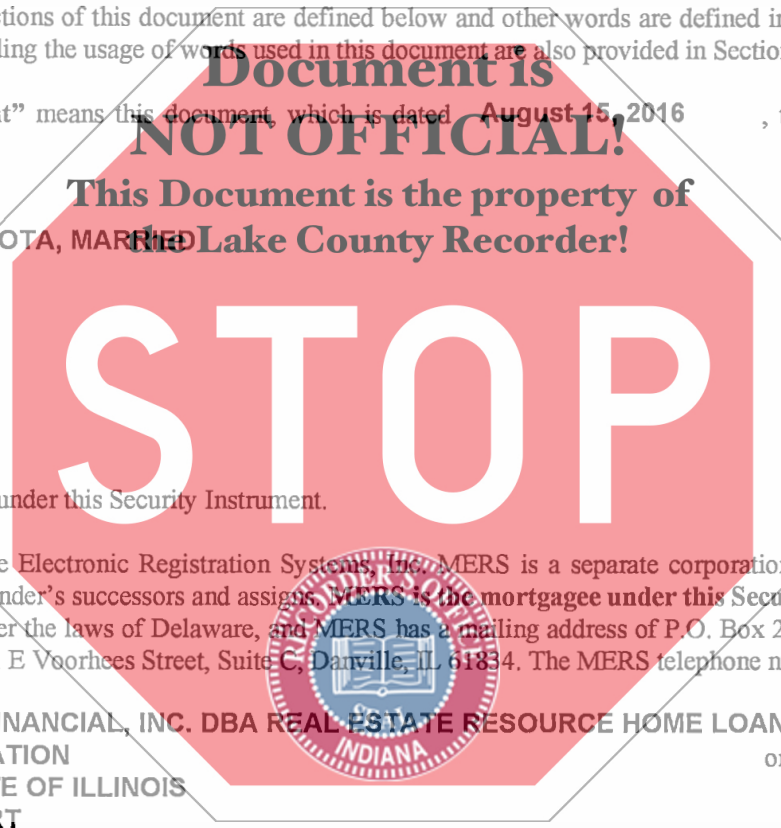 tions of this document are defined below and other words are defined in
ling the usage of words used in this document are also provided in Section
Document is
t” means this document, which is dated August 15, 2016 ,
NOT OFFICIAL!
This Document is the property of
OTA, MARRIED
the Lake County Recorder!
STOP
under this Security Instrument.
e Electronic Registration Systems, Inc. MERS is a separate corporation
nder’s successors and assigns. MERS is the mortgagee under this Secu
er the laws of Delaware, and MERS has a mailing address of P.O. Box 2
E Voorhees Street, Suite C, Danville, IL 61834. The MERS telephone n
RECORDER'S OFFICE
SEAL
INDIANA
INANCIAL, INC. DBA REAL ESTATE RESOURCE HOME LOAN
ATION
E OF ILLINOIS
RT